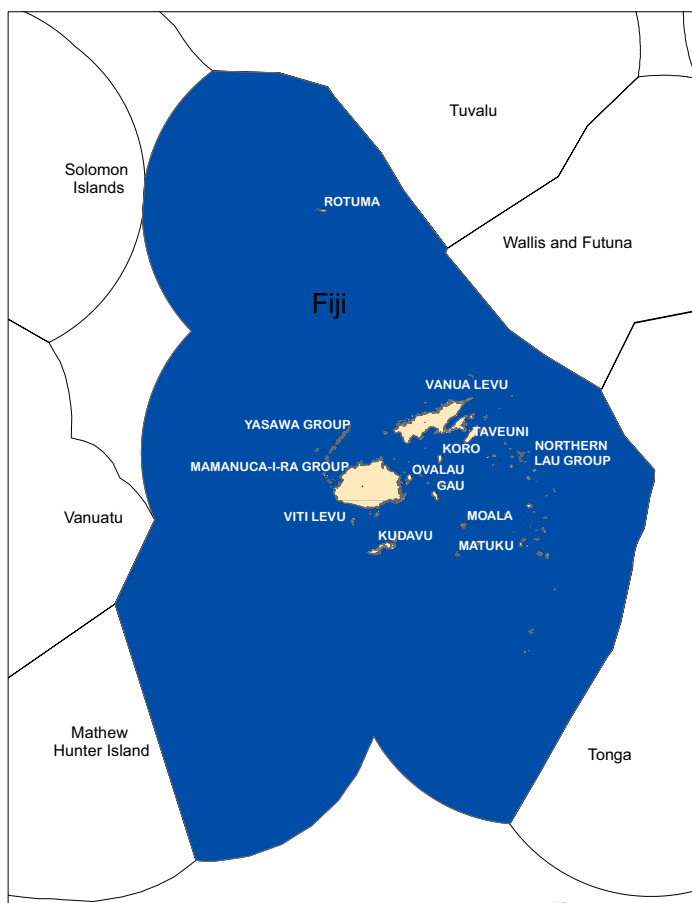 Tuvalu
Solomon
Islands
ROTUMA
Wallis and Futuna
Fiji
VANUA LEVU
YASAWA GROUP
TAVEUNI
KORO
NORTHERN
LAU GROUP
MAMANUCA-I-RA GROUP
OVALAU
GAU
Vanuatu
VITI LEVU
MOALA
KUDAVU
MATUKU
Mathew
Hunter Island
Tonga